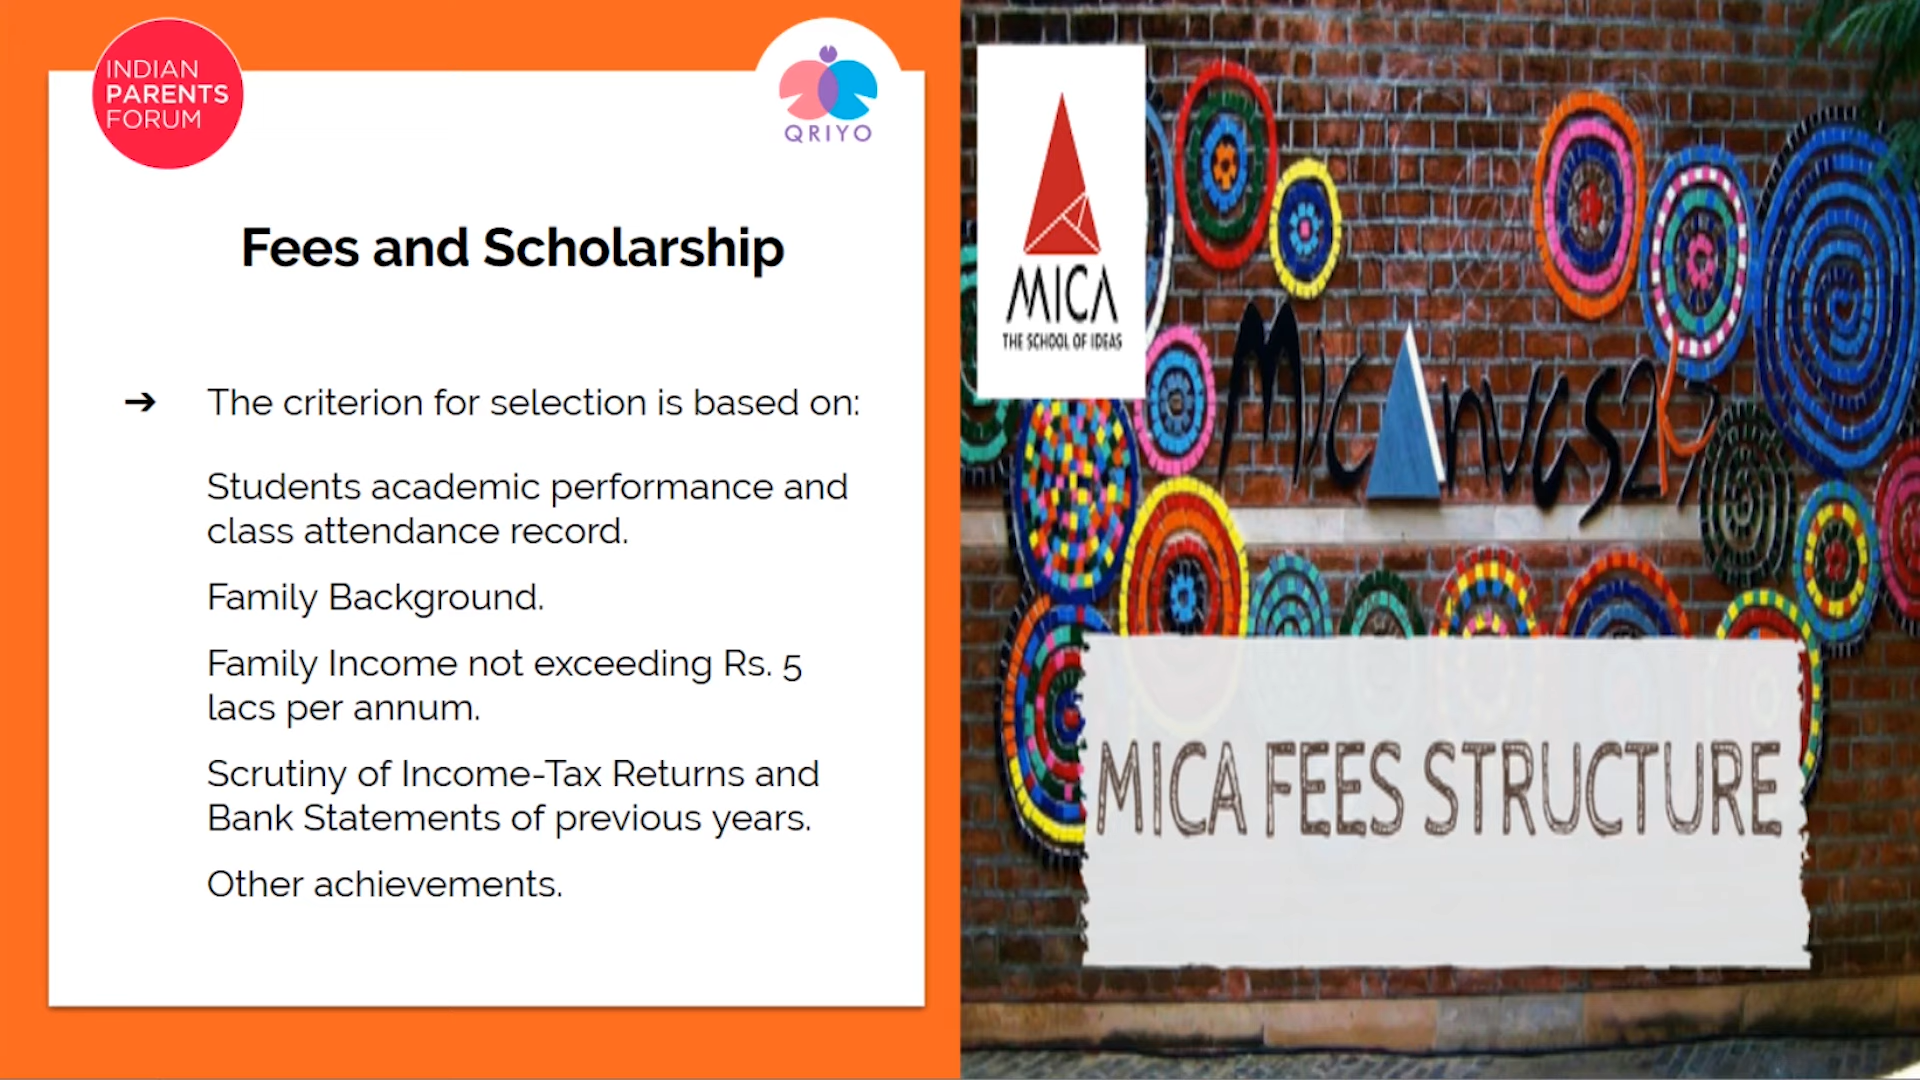 INDIAN
PARENTS
FORUM
QRIYO
Fees and Scholarship
➔ The criterion for selection is based on:
Students academic performance and
class attendance record.
Family Background.
Family Income not exceeding Rs. 5
lacs per annum.
Scrutiny of Income-Tax Returns and
Bank Statements of previous years.
Other achievements.
MICA
THE SCHOOL OF IDEAS
MICANVAS
MICA FEES STRUCTURE